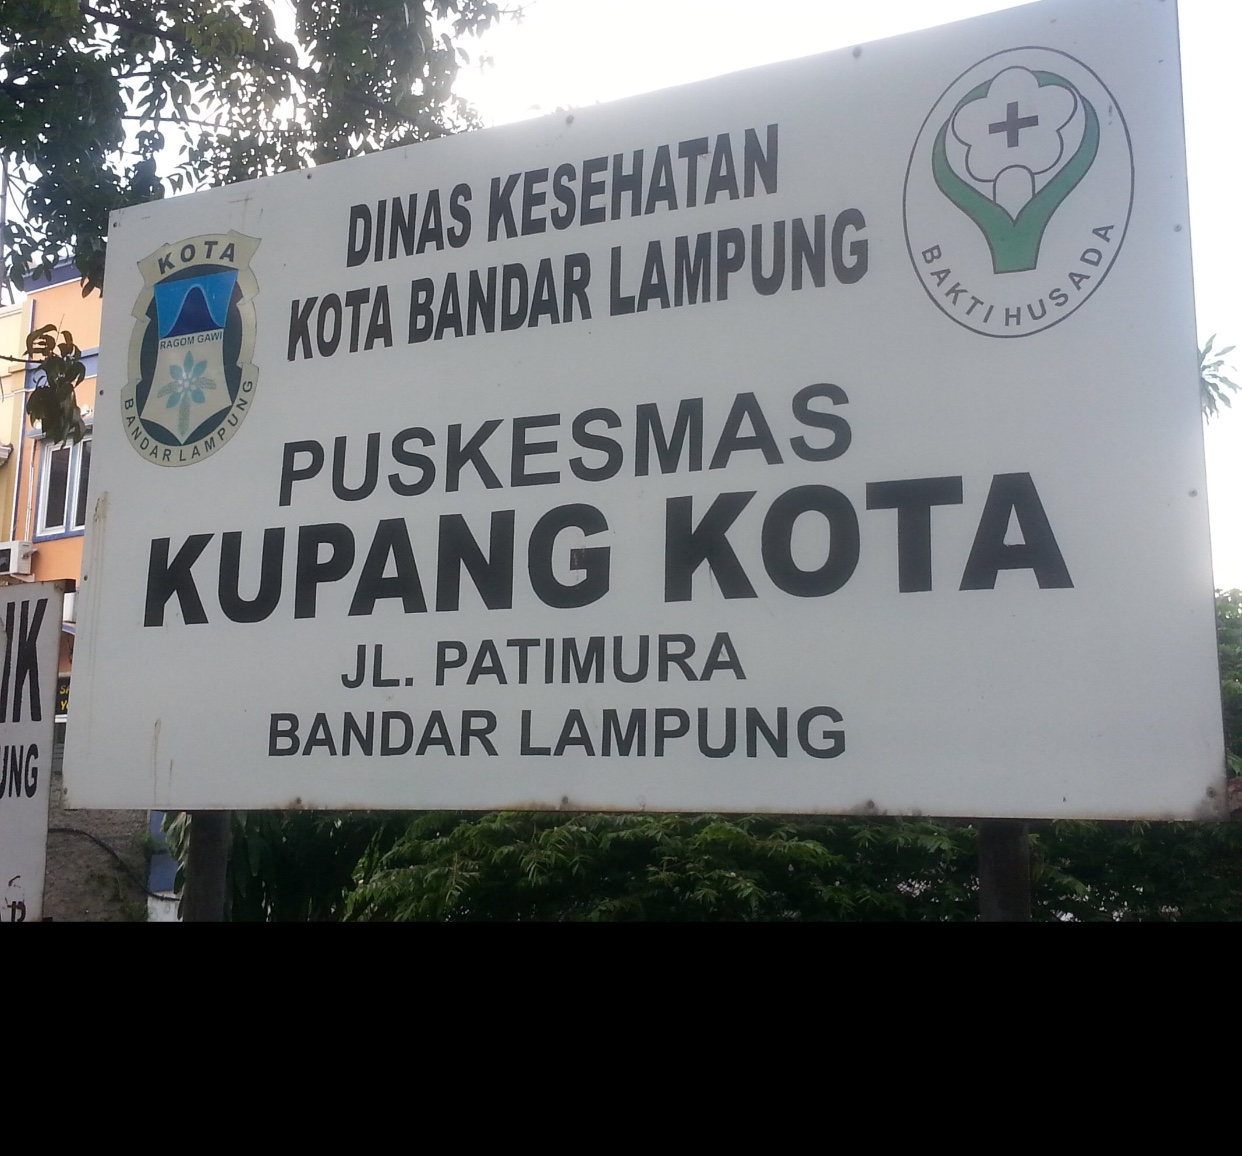 DINAS KESEHATAN
KOTA BANDAR LAMPUNG
KOTA
RAGOM GAWI
BANDAR LAMPUNG
BAKTI HUSADA
PUSKESMAS
KUPANG KOTA
JL. PATIMURA
BANDAR LAMPUNG
IK
UNG